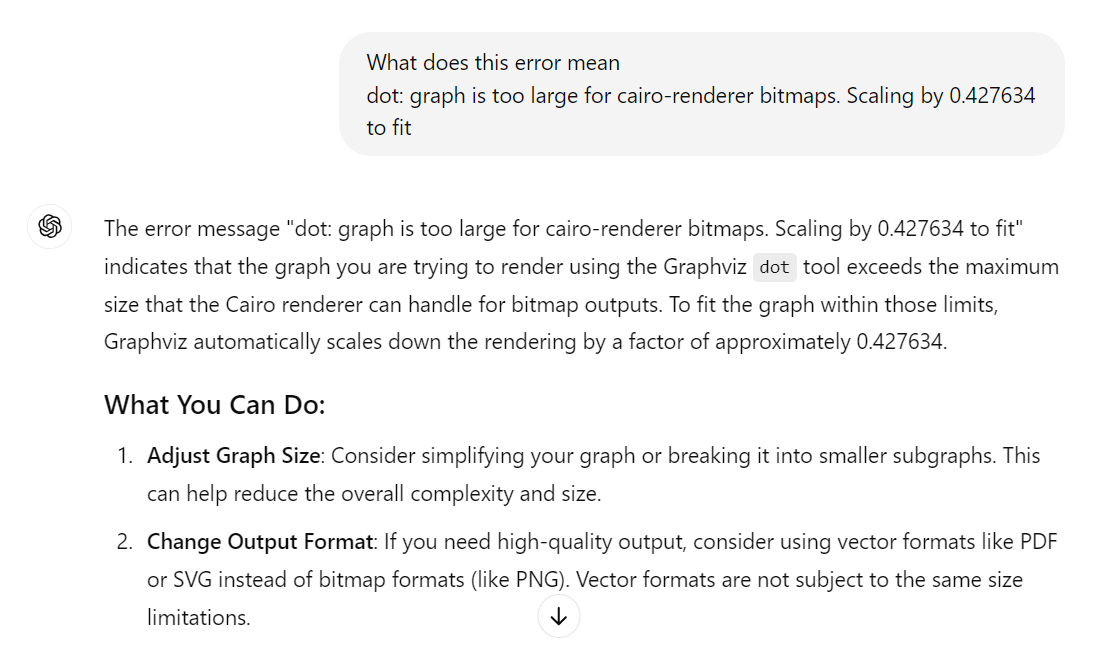 What does this error mean
dot: graph is too large for cairo-renderer bitmaps. Scaling by 0.427634
to fit
The error message "dot: graph is too large for cairo-renderer bitmaps. Scaling by 0.427634 to fit"
indicates that the graph you are trying to render using the Graphviz dot tool exceeds the maximum
size that the Cairo renderer can handle for bitmap outputs. To fit the graph within those limits,
Graphviz automatically scales down the rendering by a factor of approximately 0.427634.
What You Can Do:
1. Adjust Graph Size: Consider simplifying your graph or breaking it into smaller subgraphs. This
can help reduce the overall complexity and size.
2. Change Output Format: If you need high-quality output, consider using vector formats like PDF
or SVG instead of bitmap formats (like PNG). Vector formats are not subject to the same size
limitations.